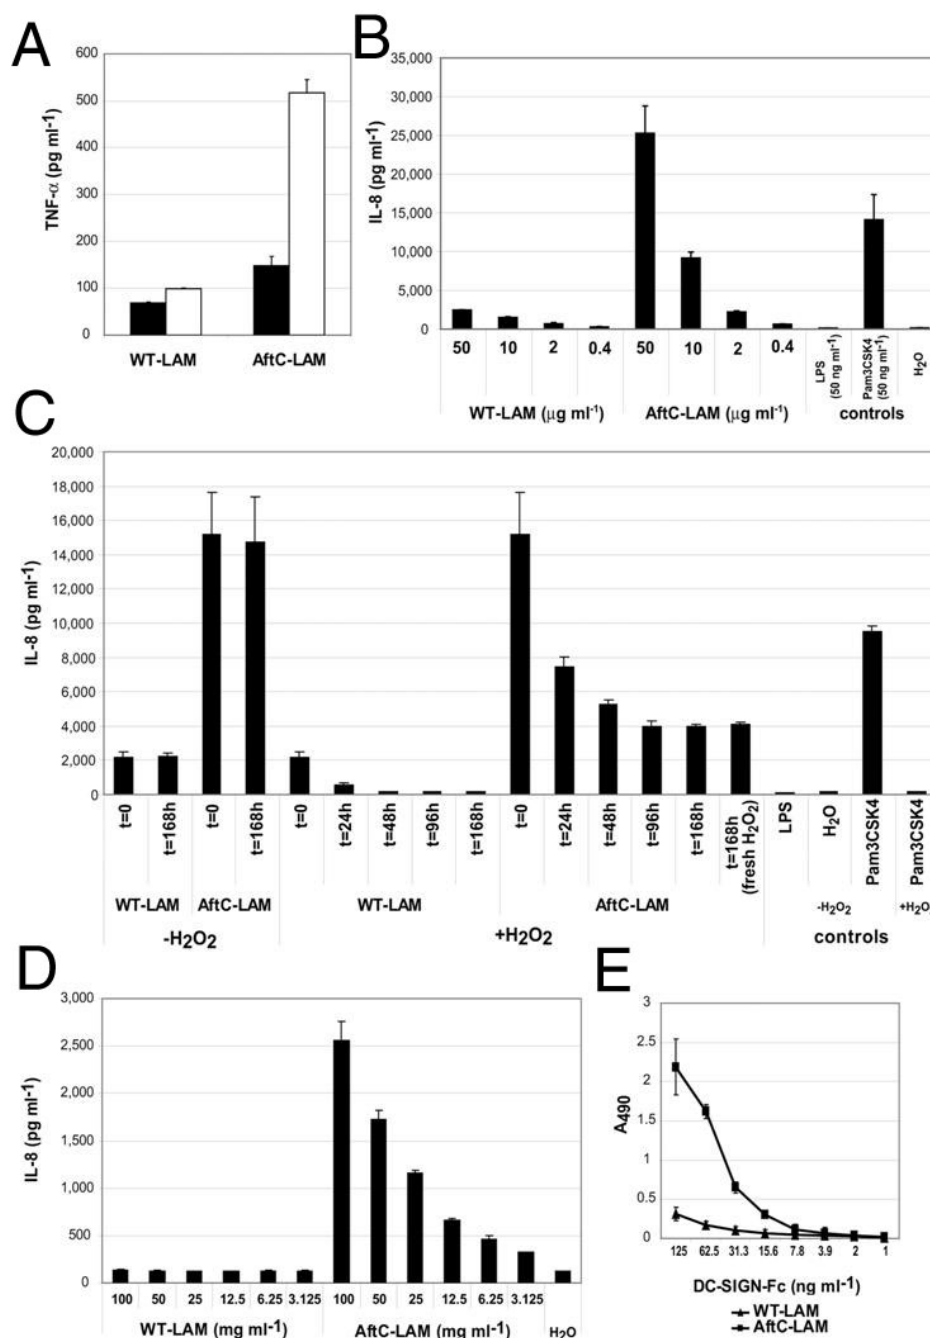 A
600
500
400
300
200
100
0
TNF-α (pg ml-1)
WT-LAM AftC-LAM
B
35,000
30,000
25,000
20,000
15,000
10,000
5,000
0
IL-8 (pg ml-1)
50 10 2 0.4 50 10 2 0.4 LPS (50 ng ml-1) Pam3CSK4 (50 ng ml-1) H2O
WT-LAM (μg ml-1) AftC-LAM (μg ml-1) controls
C
20,000
18,000
16,000
14,000
12,000
10,000
8,000
6,000
4,000
2,000
0
IL-8 (pg ml-1)
t=0 t=168h t=0 t=168h t=0 t=24h t=48h t=96h t=168h t=0 t=24h t=48h t=96h t=168h t=168h (fresh H2O2) LPS H2O Pam3CSK4 Pam3CSK4
WT-LAM AftC-LAM WT-LAM AftC-LAM -H2O2 +H2O2
-H2O2 +H2O2 controls
D
3,000
2,500
2,000
1,500
1,000
500
0
IL-8 (pg ml-1)
100 50 25 12.5 6.25 3.125 100 50 25 12.5 6.25 3.125 H2O
WT-LAM (mg ml-1) AftC-LAM (mg ml-1)
E
3
2.5
2
1.5
1
0.5
0
A490
125 62.5 31.3 15.6 7.8 3.9 2 1
DC-SIGN-Fc (ng ml-1)
WT-LAM
AftC-LAM